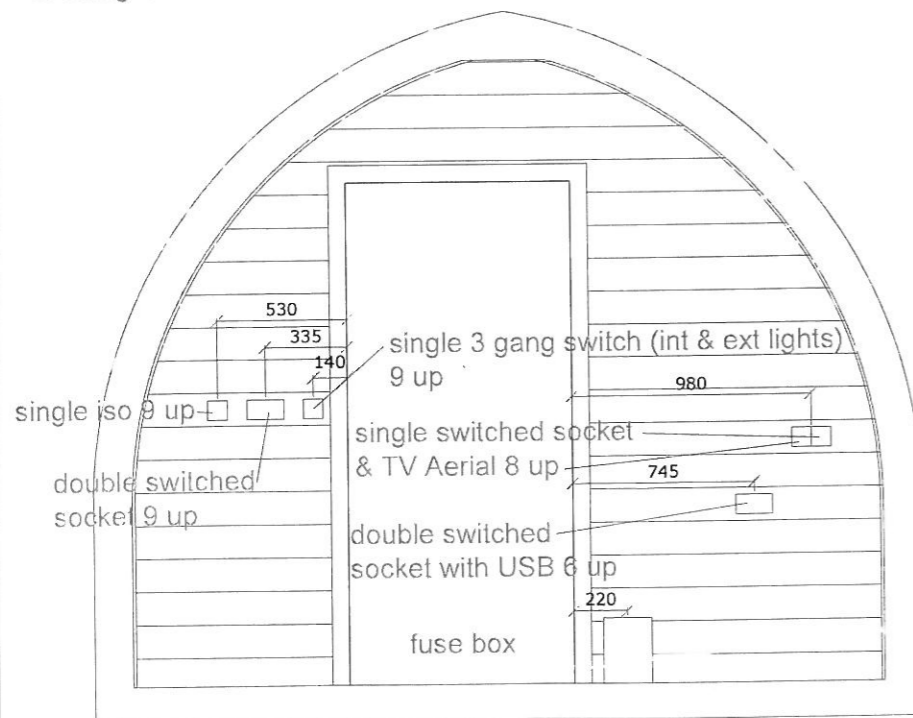 530
335
single 3 gang switch (int & ext lights)
140
9 up
980
single iso 9 up
single switched socket
& TV Aerial 8 up
745
double switched
socket 9 up
double switched
socket with USB 6 up
220
fuse box